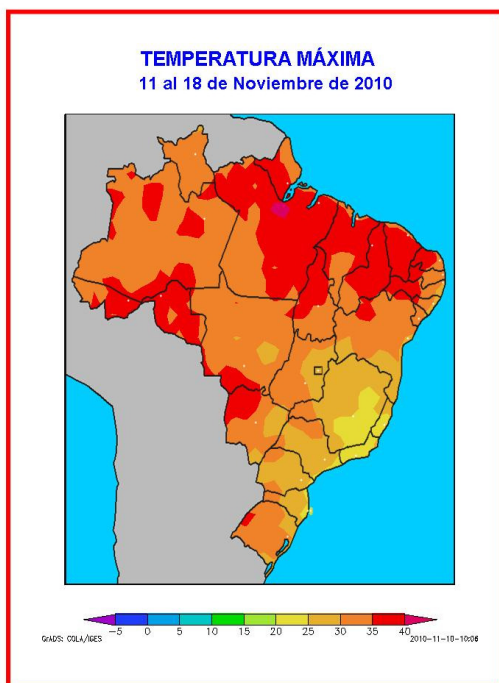 TEMPERATURA MÁXIMA
11 al 18 de Noviembre de 2010
-5 0 5 10 15 20 25 30 35 40
GrADS: COLA/IGES
2010-11-10-10:06